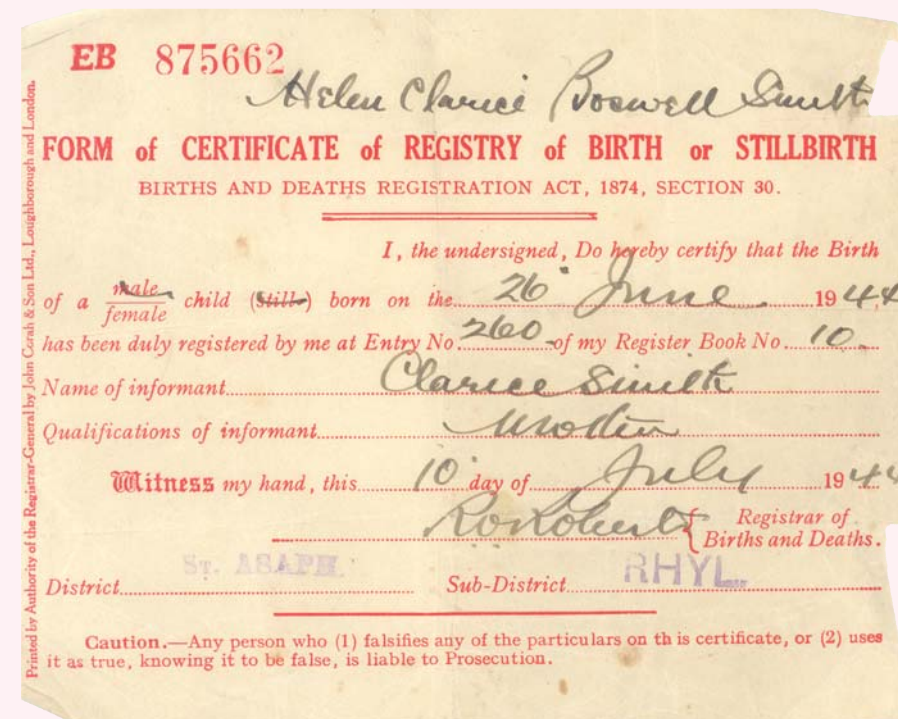 EB 875662
Helen Clarice Boswell Smith
FORM of CERTIFICATE of REGISTRY of BIRTH or STILLBIRTH
BIRTHS AND DEATHS REGISTRATION ACT, 1874, SECTION 30.
I, the undersigned, Do hereby certify that the Birth
of a male female child (still-) born on the 26 June 1944
has been duly registered by me at Entry No. 260 of my Register Book No. 10.
Name of informant Clarice Smith
Qualifications of informant Mother
Witness my hand, this 10 day of July 1944
Registrar of
Births and Deaths.
District ST. ASAPH. Sub-District RHYL
Caution.—Any person who (1) falsifies any of the particulars on this certificate, or (2) uses
it as true, knowing it to be false, is liable to Prosecution.
Printed by Authority of the Registrar-General by John Corah & Son Ltd., Loughborough and London.